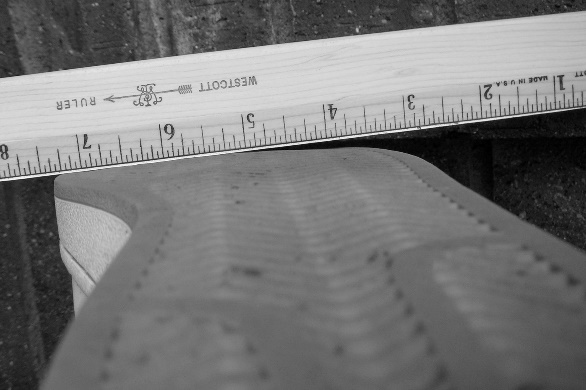 WESTCOTT RULER
MADE IN U.S.A.
1 2 3 4 5 6 7 8